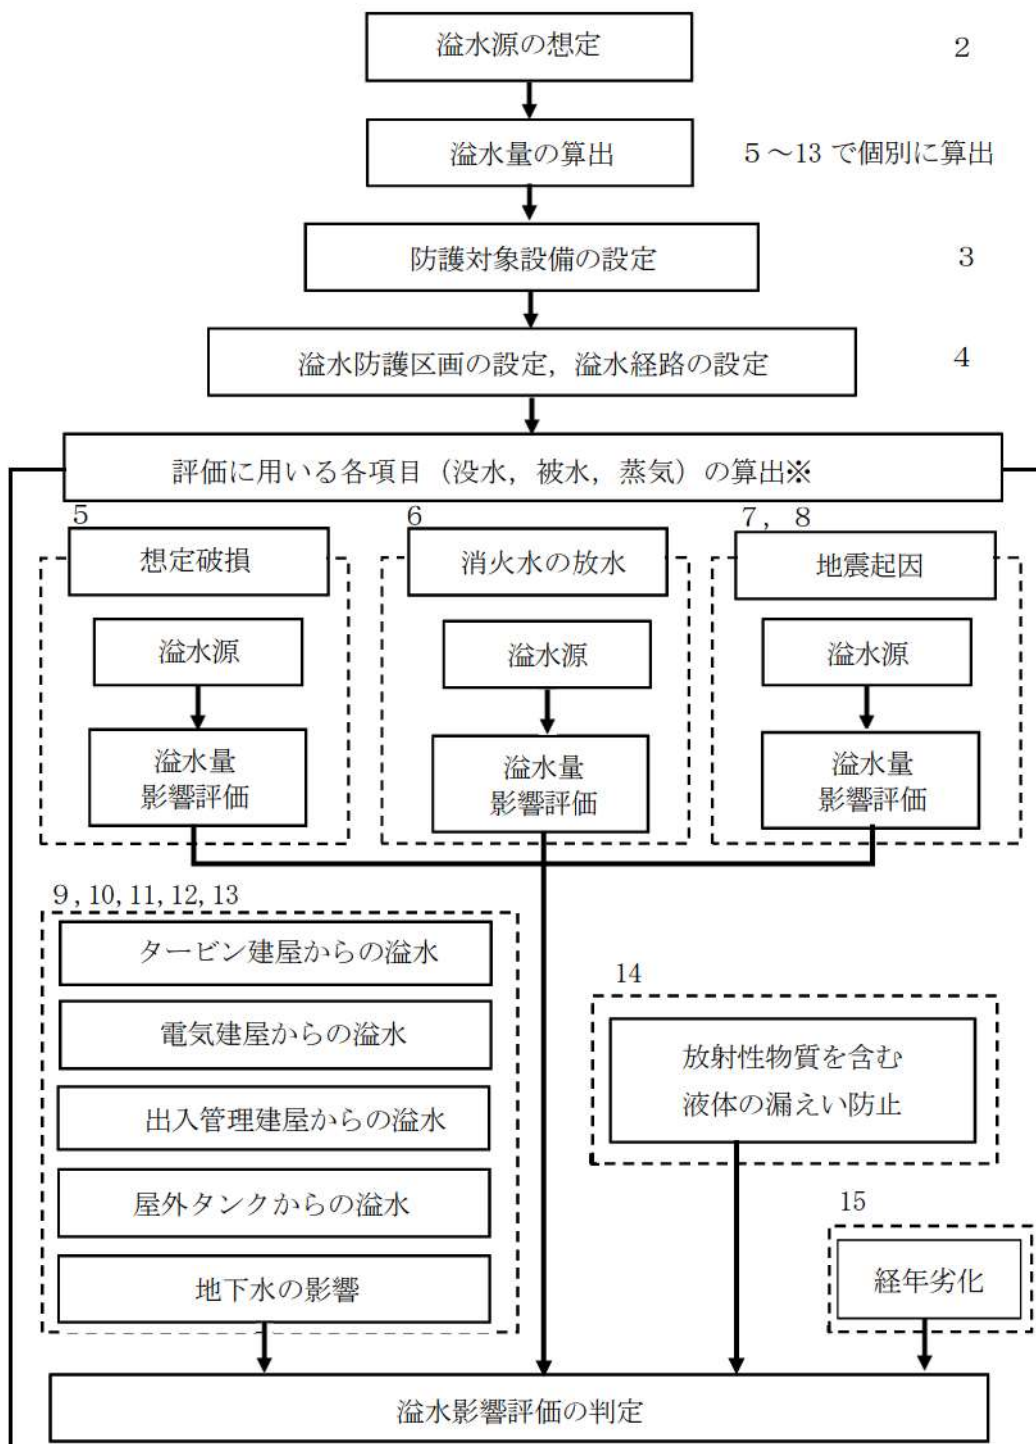 溢水源の想定
2
溢水量の算出
5~13 で個別に算出
防護対象設備の設定
3
溢水防護区画の設定，溢水経路の設定
4
評価に用いる各項目（没水，被水，蒸気）の算出※
5
6
7，8
想定破損
消火水の放水
地震起因
溢水源
溢水源
溢水源
溢水量
影響評価
溢水量
影響評価
溢水量
影響評価
9, 10, 11, 12, 13
タービン建屋からの溢水
電気建屋からの溢水
出入管理建屋からの溢水
屋外タンクからの溢水
地下水の影響
14
放射性物質を含む
液体の漏えい防止
15
経年劣化
溢水影響評価の判定